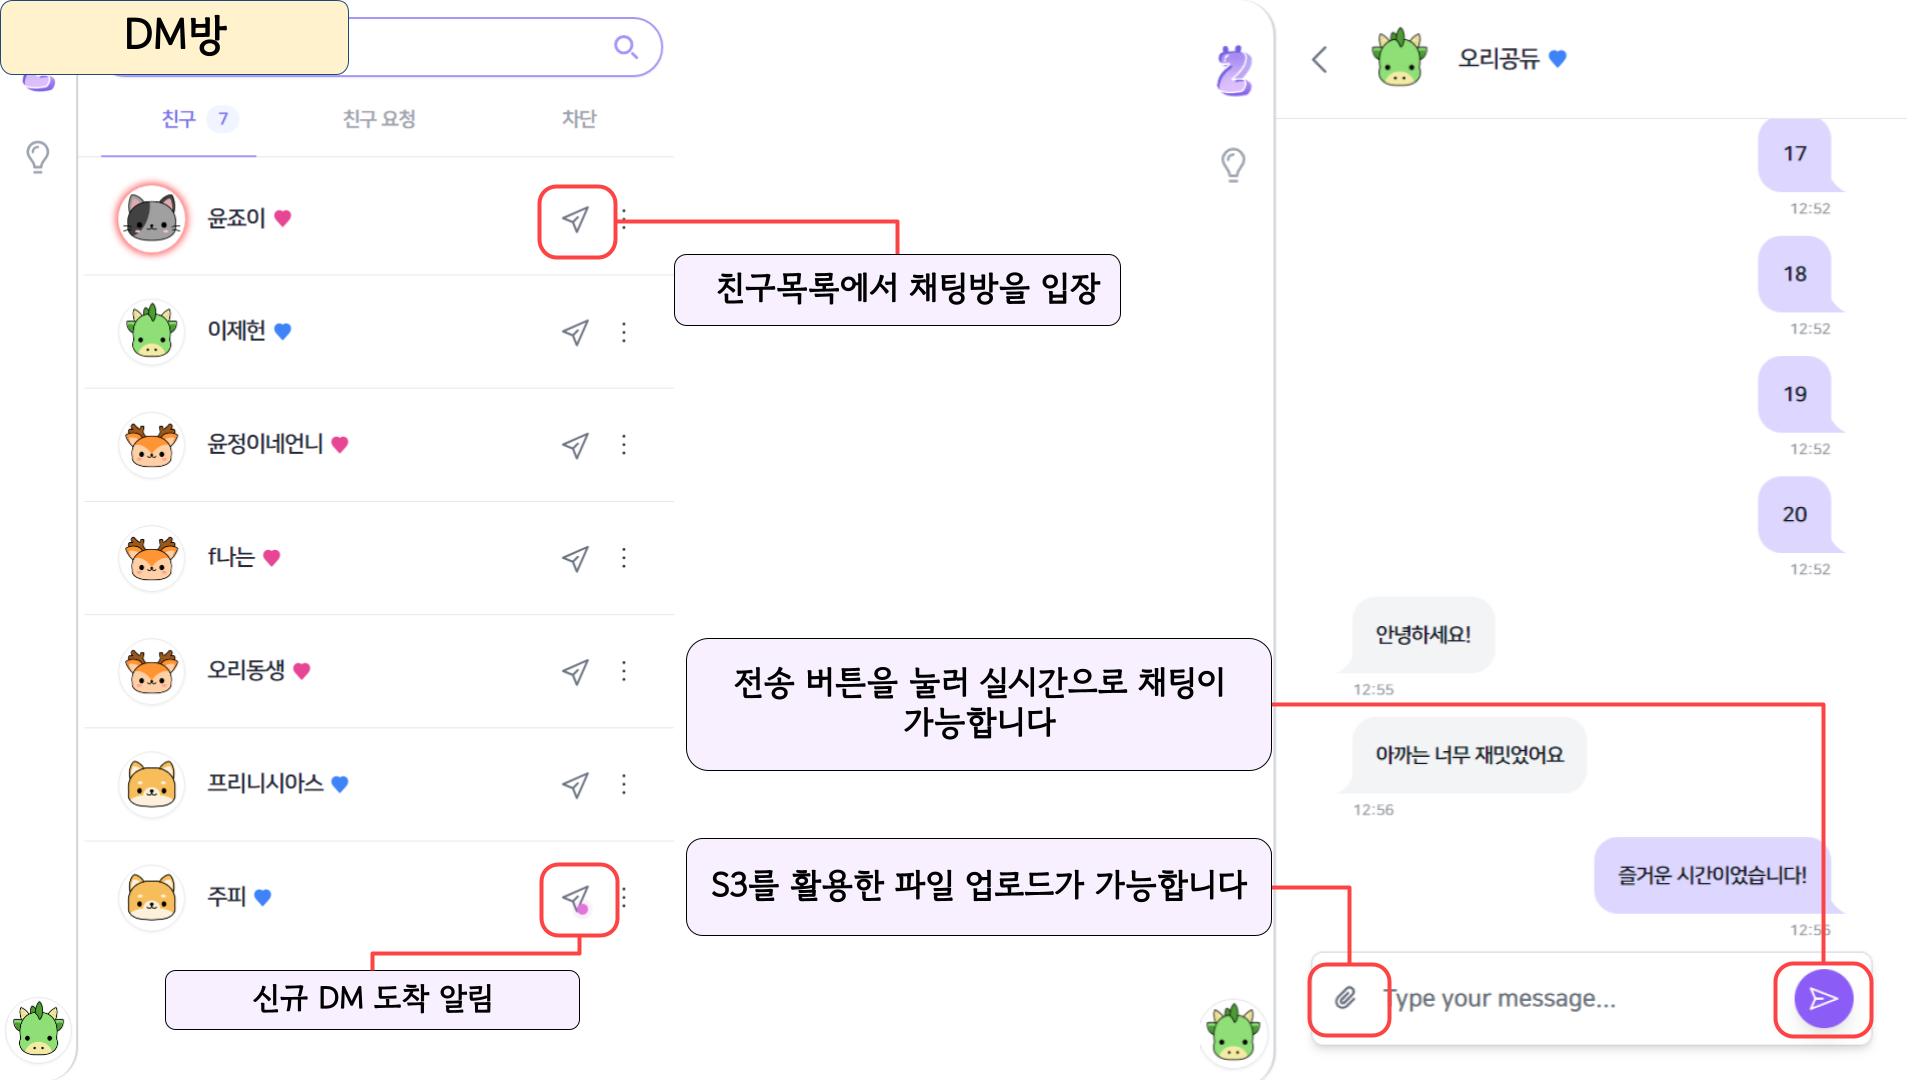 DM방
친구 7
친구 요청
차단
윤죠이
이제헌
윤정이네언니
f나는
오리동생
프리니시아스
주피
신규 DM 도착 알림
친구목록에서 채팅방을 입장
전송 버튼을 눌러 실시간으로 채팅이
가능합니다
S3를 활용한 파일 업로드가 가능합니다
오리공듀
17
12:52
18
12:52
19
12:52
20
12:52
안녕하세요!
12:55
아까는 너무 재밋었어요
12:56
즐거운 시간이었습니다!
12:56
Type your message...